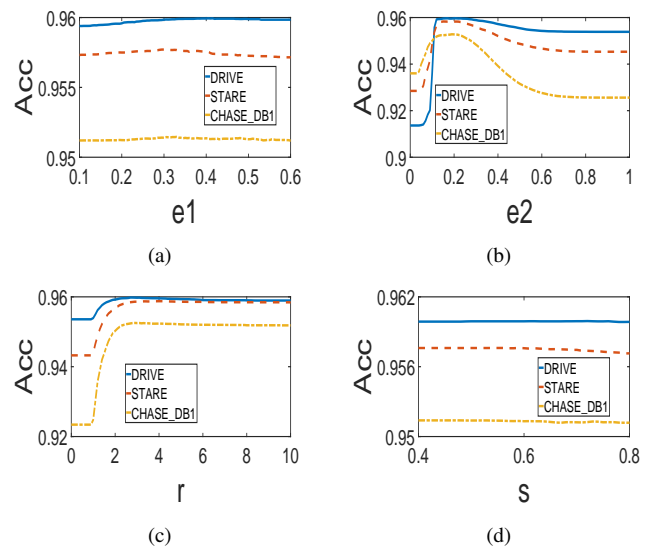 0.96
0.955
0.95
Acc
DRIVE
STARE
CHASE_DB1
0.1 0.2 0.3 0.4 0.5 0.6
e1
(a)
0.96
0.94
0.92
0.9
Acc
DRIVE
STARE
CHASE_DB1
0 0.2 0.4 0.6 0.8 1
e2
(b)
0.96
0.94
0.92
Acc
DRIVE
STARE
CHASE_DB1
0 2 4 6 8 10
r
(c)
0.962
0.956
0.95
Acc
DRIVE
STARE
CHASE_DB1
0.4 0.6 0.8
s
(d)